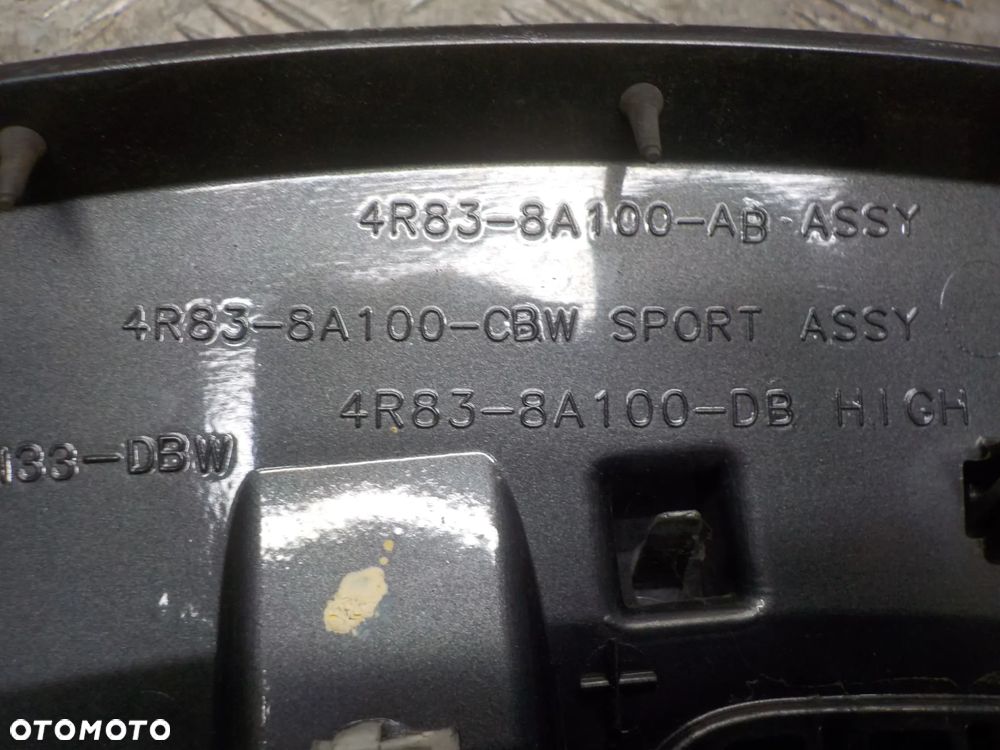 4R83-8A100-AB ASSY
4R83-8A100-CBW SPORT ASSY
4R83-8A100-DB HIGH
133-DBW
OTOMOTO